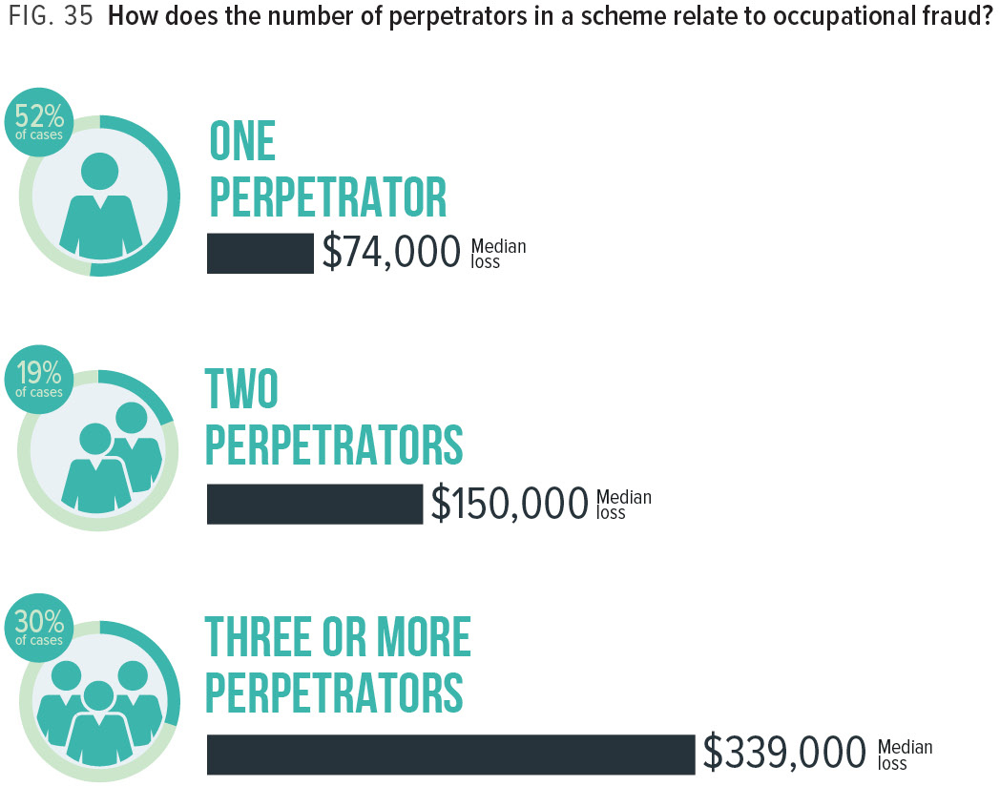 FIG. 35 How does the number of perpetrators in a scheme relate to occupational fraud?
52%
of cases
ONE
PERPETRATOR
$74,000 Median
loss
19%
of cases
TWO
PERPETRATORS
$150,000 Median
loss
30%
of cases
THREE OR MORE
PERPETRATORS
$339,000 Median
loss